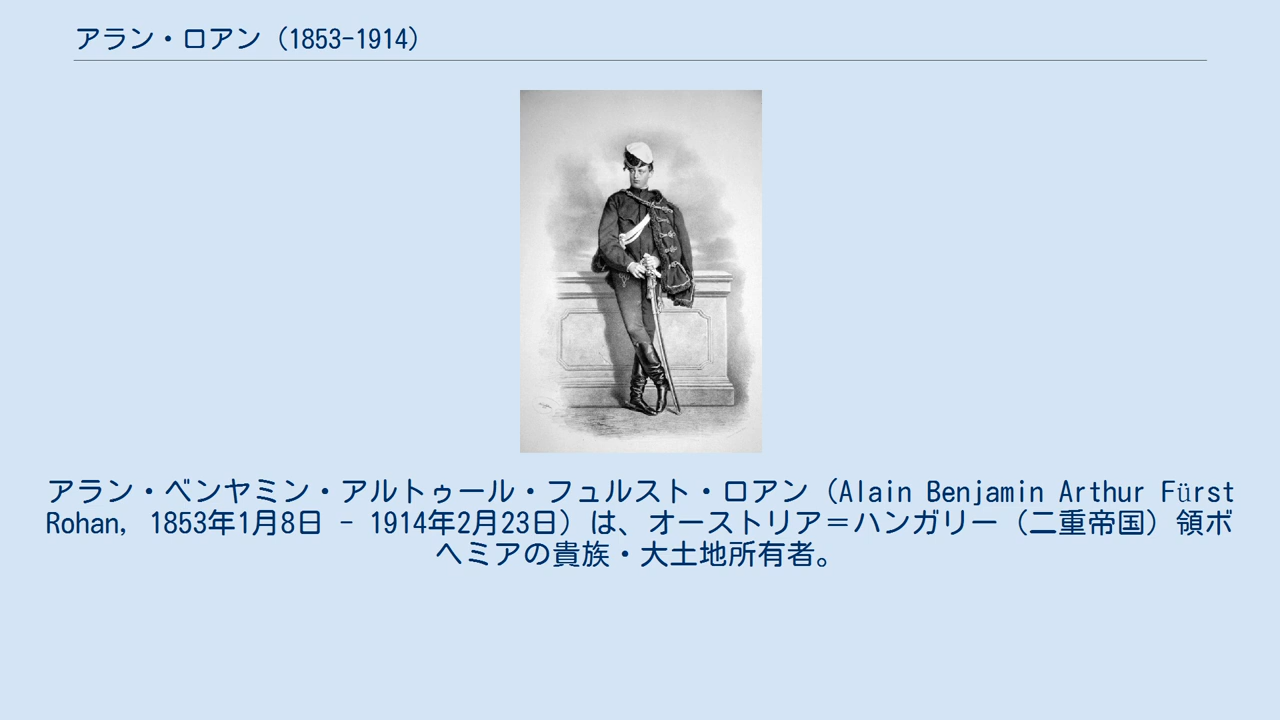 アラン・ロアン（1853-1914）
アラン・ベンヤミン・アルトゥール・フュルスト・ロアン（Alain Benjamin Arthur Fürst
Rohan, 1853年1月8日 - 1914年2月23日）は、オーストリア＝ハンガリー（二重帝国）領ボ
ヘミアの貴族・大土地所有者。